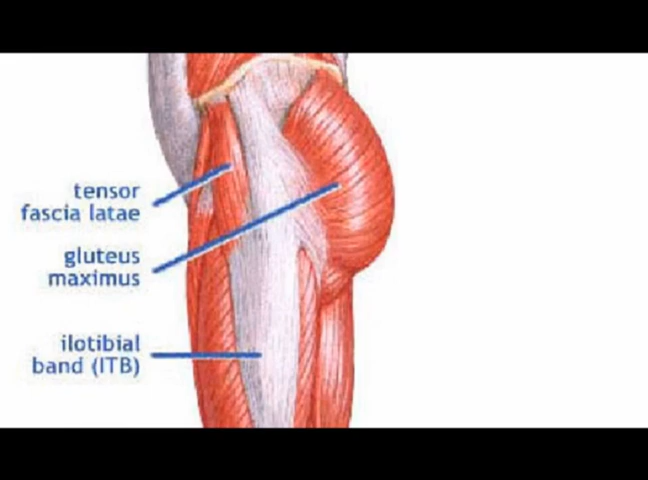 tensor
fascia latae
gluteus
maximus
ilotibial
band (ITB)